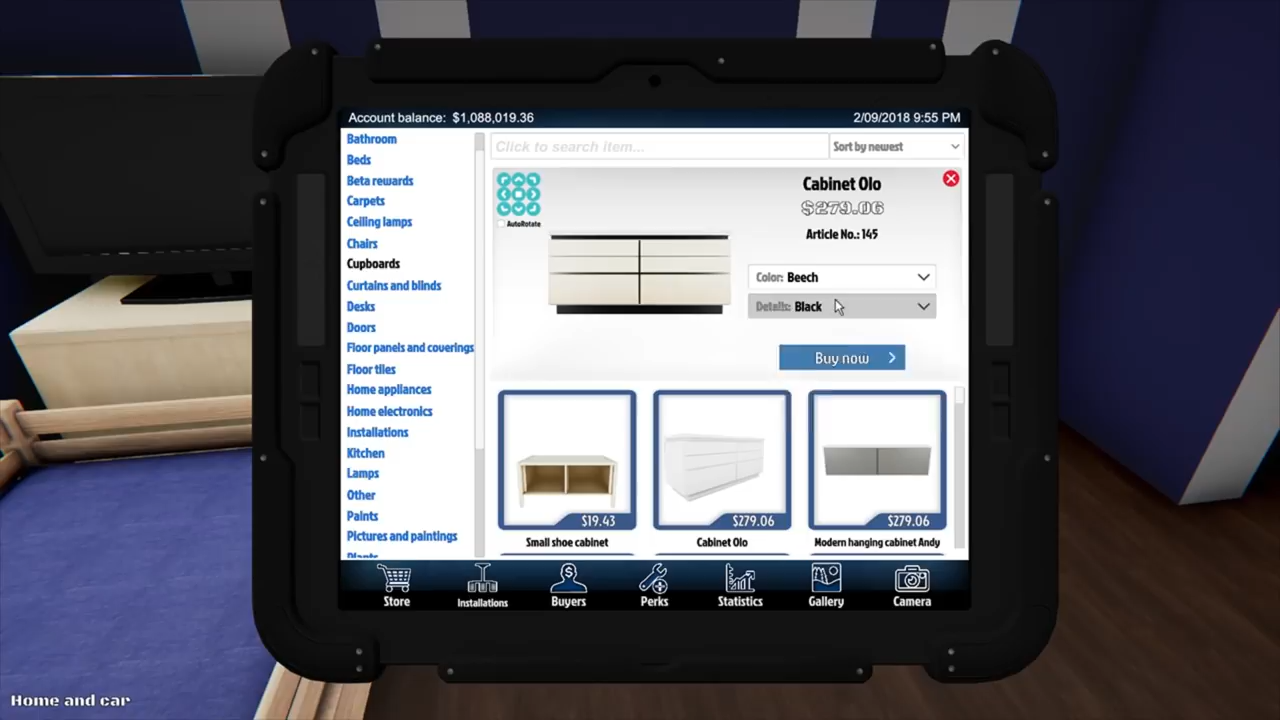 Account balance: $1,088,019.36
2/09/2018 9:55 PM
Bathroom
Beds
Beta rewards
Carpets
Ceiling lamps
Chairs
Cupboards
Curtains and blinds
Desks
Doors
Floor panels and coverings
Floor tiles
Home appliances
Home electronics
Installations
Kitchen
Lamps
Other
Paints
Pictures and paintings
Plants
Click to search item...
Sort by newest
AutoRotate
Cabinet Olo
$279.06
Article No.: 145
Color: Beech
Details: Black
Buy now
$19.43
Small shoe cabinet
$279.06
Cabinet Olo
$279.06
Modern hanging cabinet Andy
Store
Installations
Buyers
Perks
Statistics
Gallery
Camera
Home and car